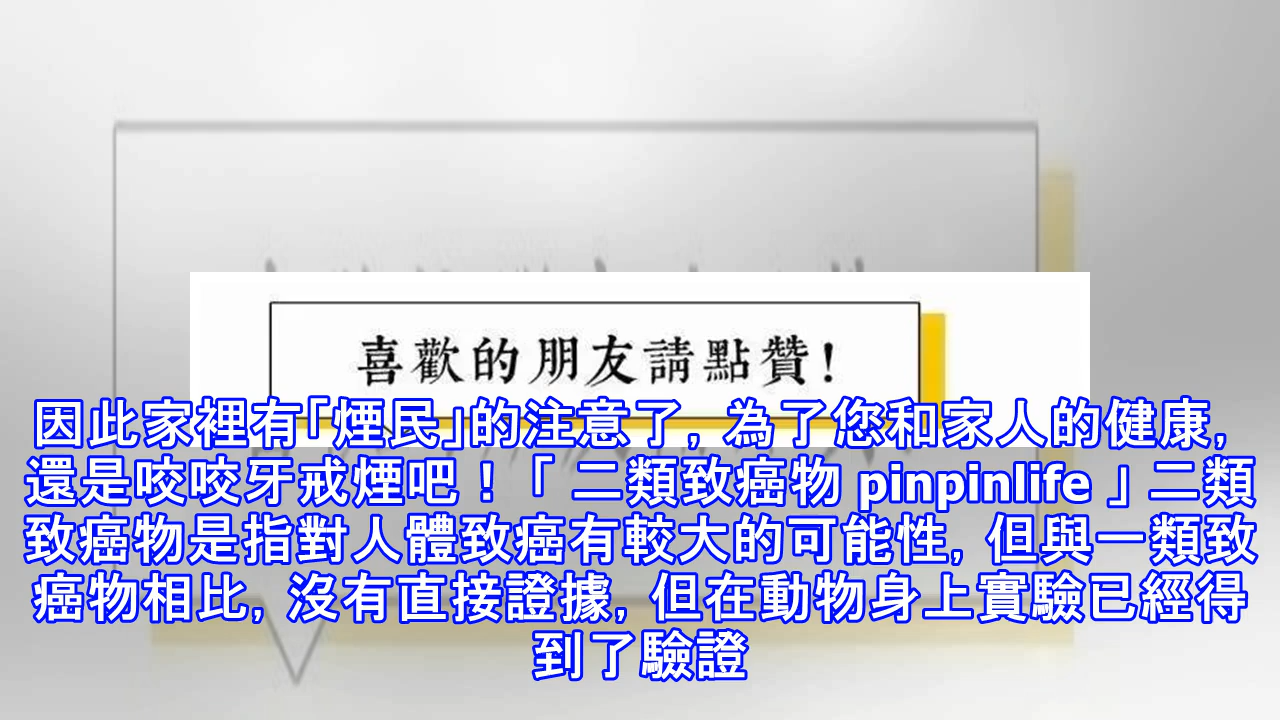 喜歡的朋友請點贊!
因此家裡有「煙民」的注意了, 為了您和家人的健康,
還是咬咬牙戒煙吧!「 二類致癌物 pinpinlife 」二類
致癌物是指對人體致癌有較大的可能性, 但與一類致
癌物相比, 沒有直接證據, 但在動物身上實驗已經得
到了驗證